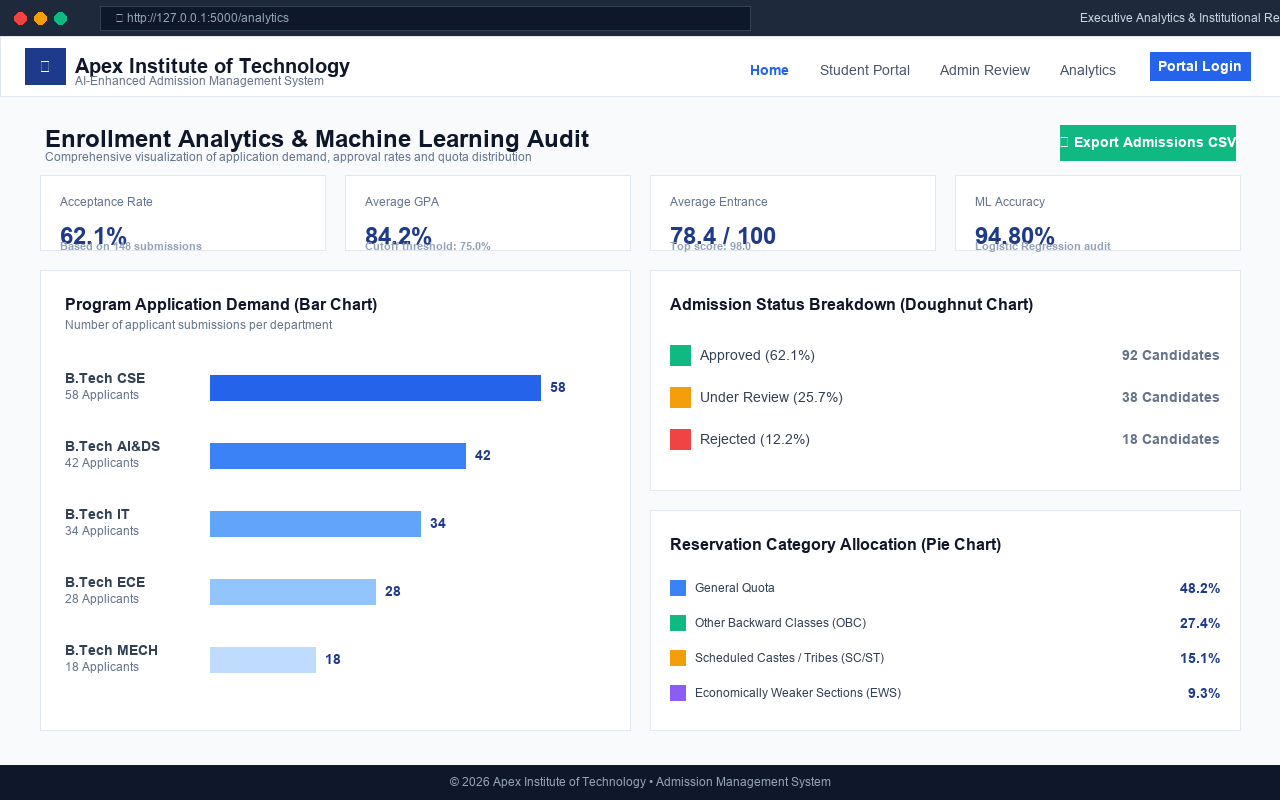 http://127.0.0.1:5000/analytics
Executive Analytics & Institutional Re
Apex Institute of Technology
AI-Enhanced Admission Management System
Home
Student Portal
Admin Review
Analytics
Portal Login
Enrollment Analytics & Machine Learning Audit
Comprehensive visualization of application demand, approval rates and quota distribution
Export Admissions CSV
Acceptance Rate
62.1%
Based on 148 submissions
Average GPA
84.2%
Cutoff threshold: 75.0%
Average Entrance
78.4 / 100
Top score: 98.0
ML Accuracy
94.80%
Logistic Regression audit
Program Application Demand (Bar Chart)
Number of applicant submissions per department
B.Tech CSE
58 Applicants
58
B.Tech AI&DS
42 Applicants
42
B.Tech IT
34 Applicants
34
B.Tech ECE
28 Applicants
28
B.Tech MECH
18 Applicants
18
Admission Status Breakdown (Doughnut Chart)
Approved (62.1%) 92 Candidates
Under Review (25.7%) 38 Candidates
Rejected (12.2%) 18 Candidates
Reservation Category Allocation (Pie Chart)
General Quota 48.2%
Other Backward Classes (OBC) 27.4%
Scheduled Castes / Tribes (SC/ST) 15.1%
Economically Weaker Sections (EWS) 9.3%
© 2026 Apex Institute of Technology • Admission Management System